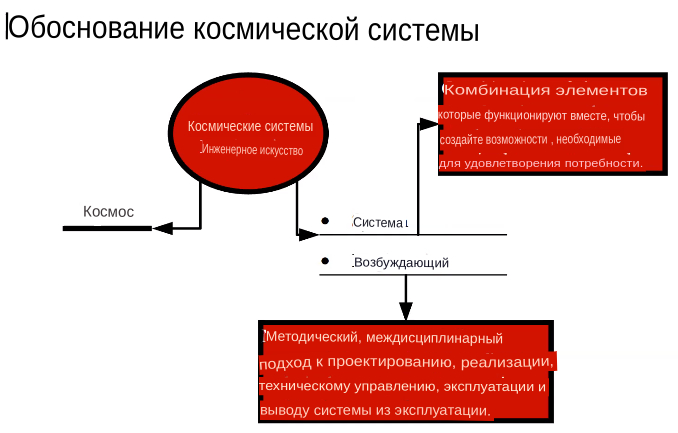 Обоснование космической системы
Комбинация элементов
которые функционируют вместе, чтобы
создайте возможности , необходимые
для удовлетворения потребности.
Космические системы
Инженерное искусство
Космос
• Система
• Возбуждающий
Методический, междисциплинарный
подход к проектированию, реализации,
техническому управлению, эксплуатации и
выводу системы из эксплуатации.